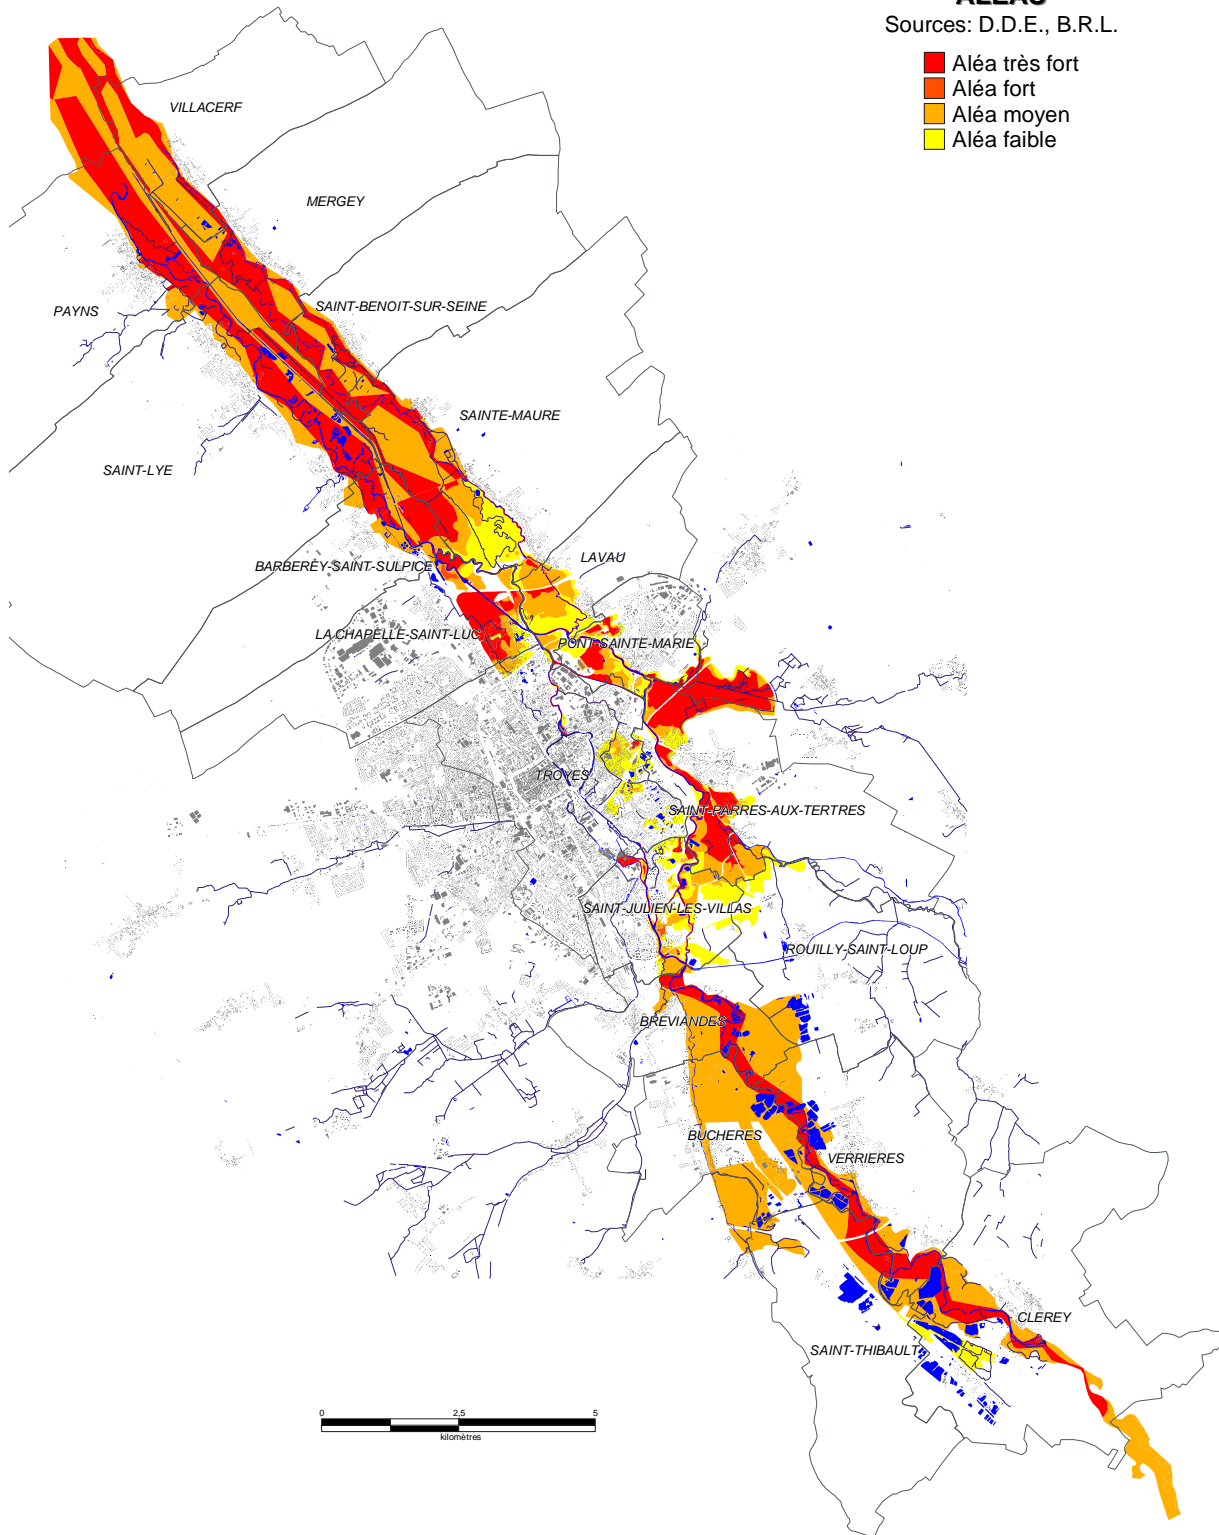 ALEAS
Sources: D.D.E., B.R.L.
Aléa très fort
Aléa fort
Aléa moyen
Aléa faible
VILLACERF
MERGEY
PAYNS
SAINT-BENOIT-SUR-SEINE
SAINTE-MAURE
SAINT-LYE
LAVAU
BARBEREY-SAINT-SULPICE
LA CHAPELLE-SAINT-LUC
PONT-SAINTE-MARIE
TROYES
SAINT-PARRES-AUX-TERTRES
SAINT-JULIEN-LES-VILLAS
ROUILLY-SAINT-LOUP
BREVIANDES
BUCHERES
VERRIERES
CLEREY
SAINT-THIBAULT
0 2,5 5
kilomètres